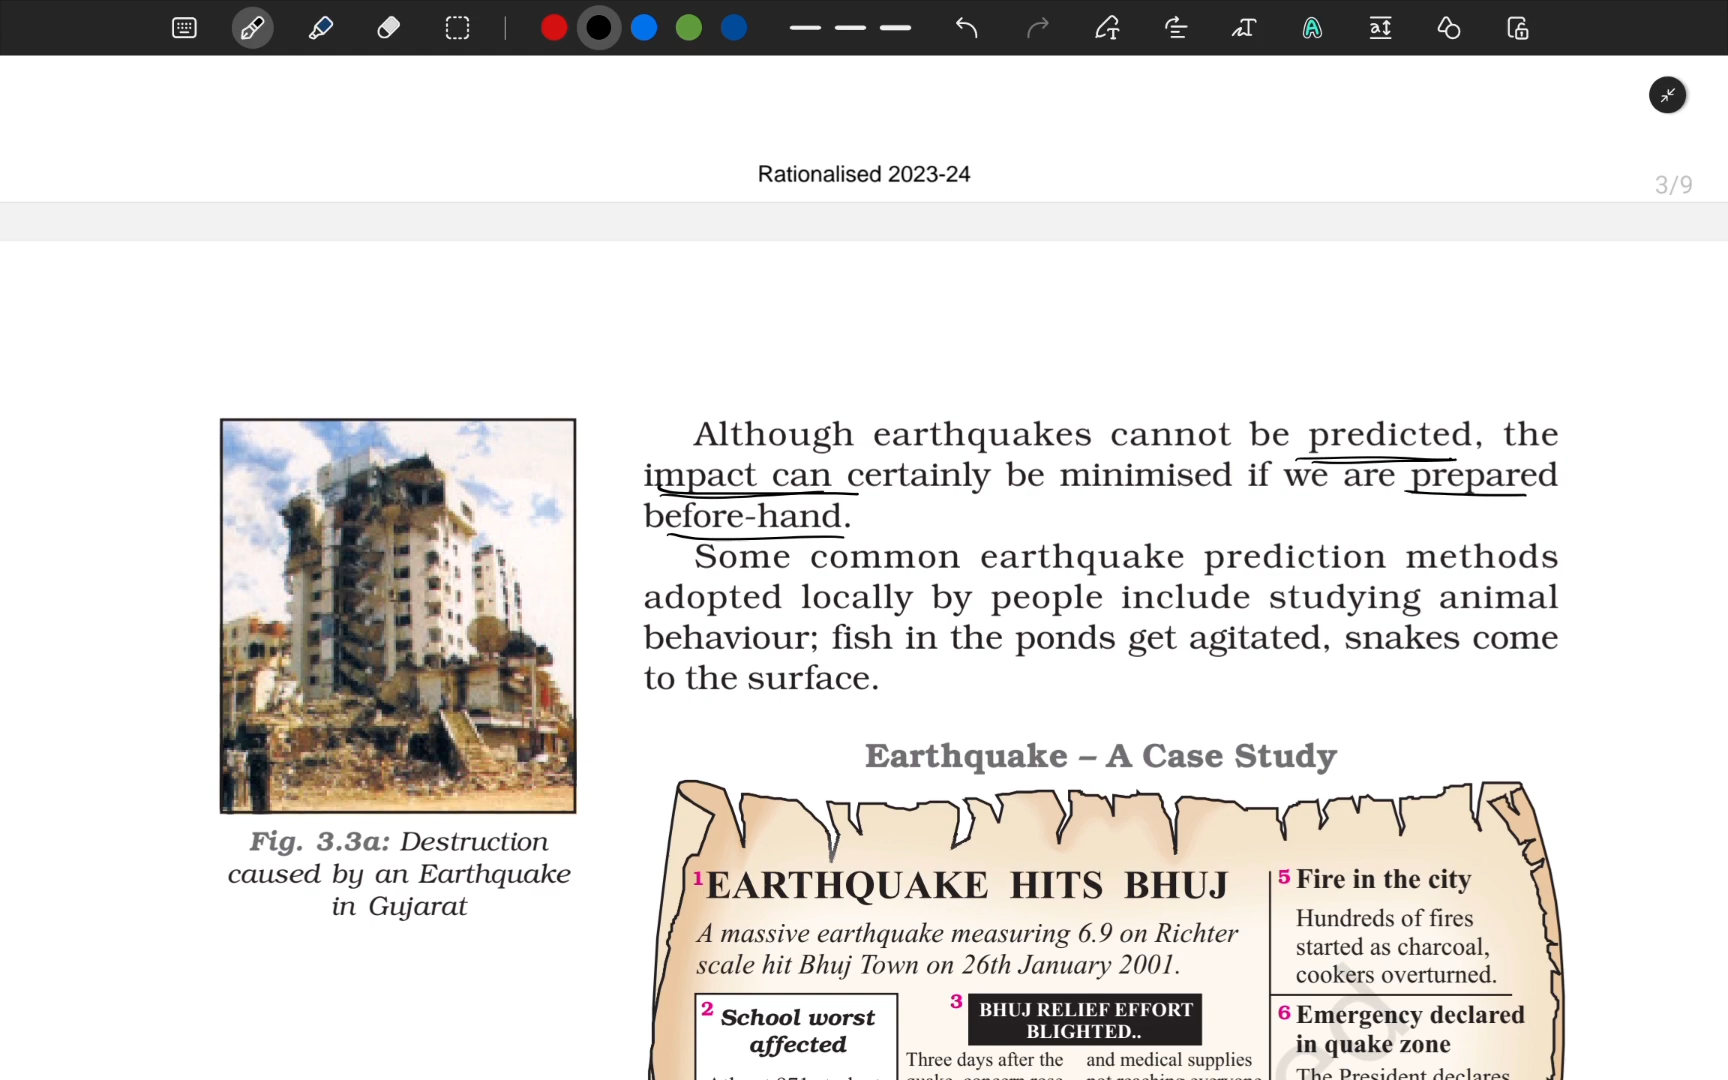 Rationalised 2023-24
3/9
Although earthquakes cannot be predicted, the
impact can certainly be minimised if we are prepared
before-hand.
Some common earthquake prediction methods
adopted locally by people include studying animal
behaviour; fish in the ponds get agitated, snakes come
to the surface.
Fig. 3.3a: Destruction
caused by an Earthquake
in Gujarat
Earthquake – A Case Study
1 EARTHQUAKE HITS BHUJ
A massive earthquake measuring 6.9 on Richter
scale hit Bhuj Town on 26th January 2001.
2 School worst
affected
3 BHUJ RELIEF EFFORT
BLIGHTED..
Three days after the
and medical supplies
5 Fire in the city
Hundreds of fires
started as charcoal,
cookers overturned.
6 Emergency declared
in quake zone
The President declares